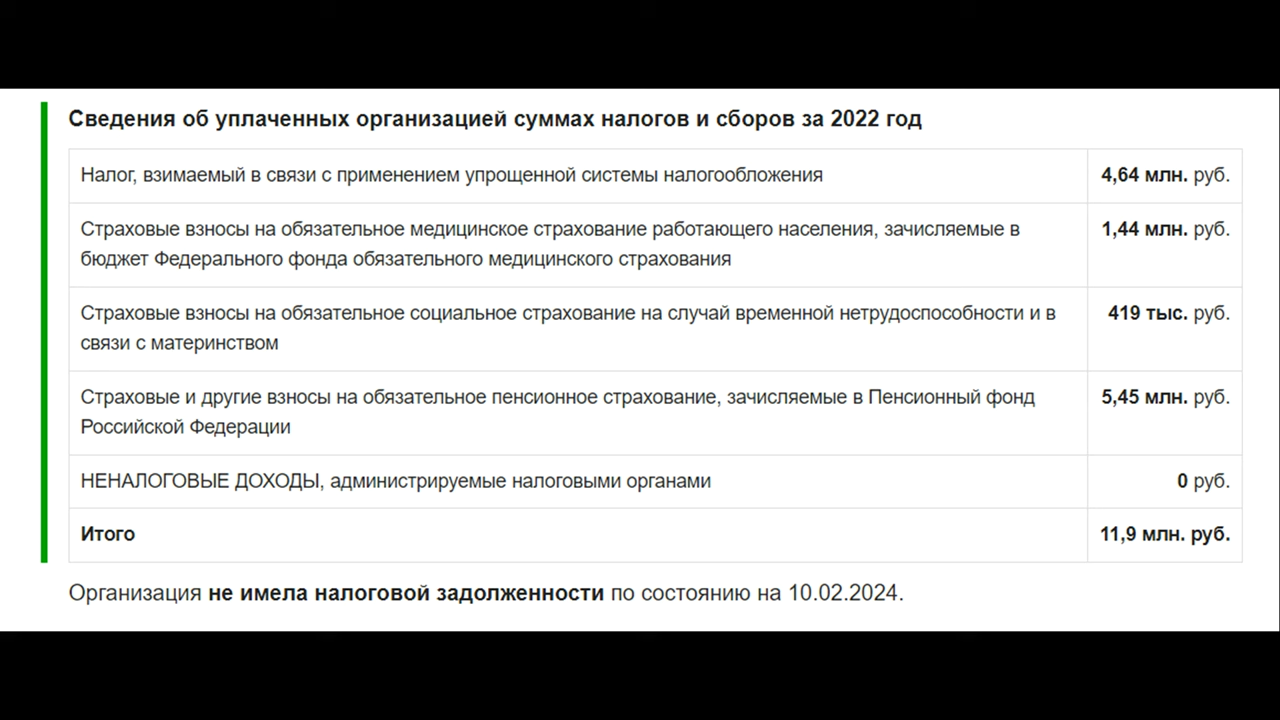 Сведения об уплаченных организацией суммах налогов и сборов за 2022 год
Налог, взимаемый в связи с применением упрощенной системы налогообложения 4,64 млн. руб.
Страховые взносы на обязательное медицинское страхование работающего населения, зачисляемые в 1,44 млн. руб.
бюджет Федерального фонда обязательного медицинского страхования
Страховые взносы на обязательное социальное страхование на случай временной нетрудоспособности и в 419 тыс. руб.
связи с материнством
Страховые и другие взносы на обязательное пенсионное страхование, зачисляемые в Пенсионный фонд 5,45 млн. руб.
Российской Федерации
НЕНАЛОГОВЫЕ ДОХОДЫ, администрируемые налоговыми органами 0 руб.
Итого 11,9 млн. руб.
Организация не имела налоговой задолженности по состоянию на 10.02.2024.